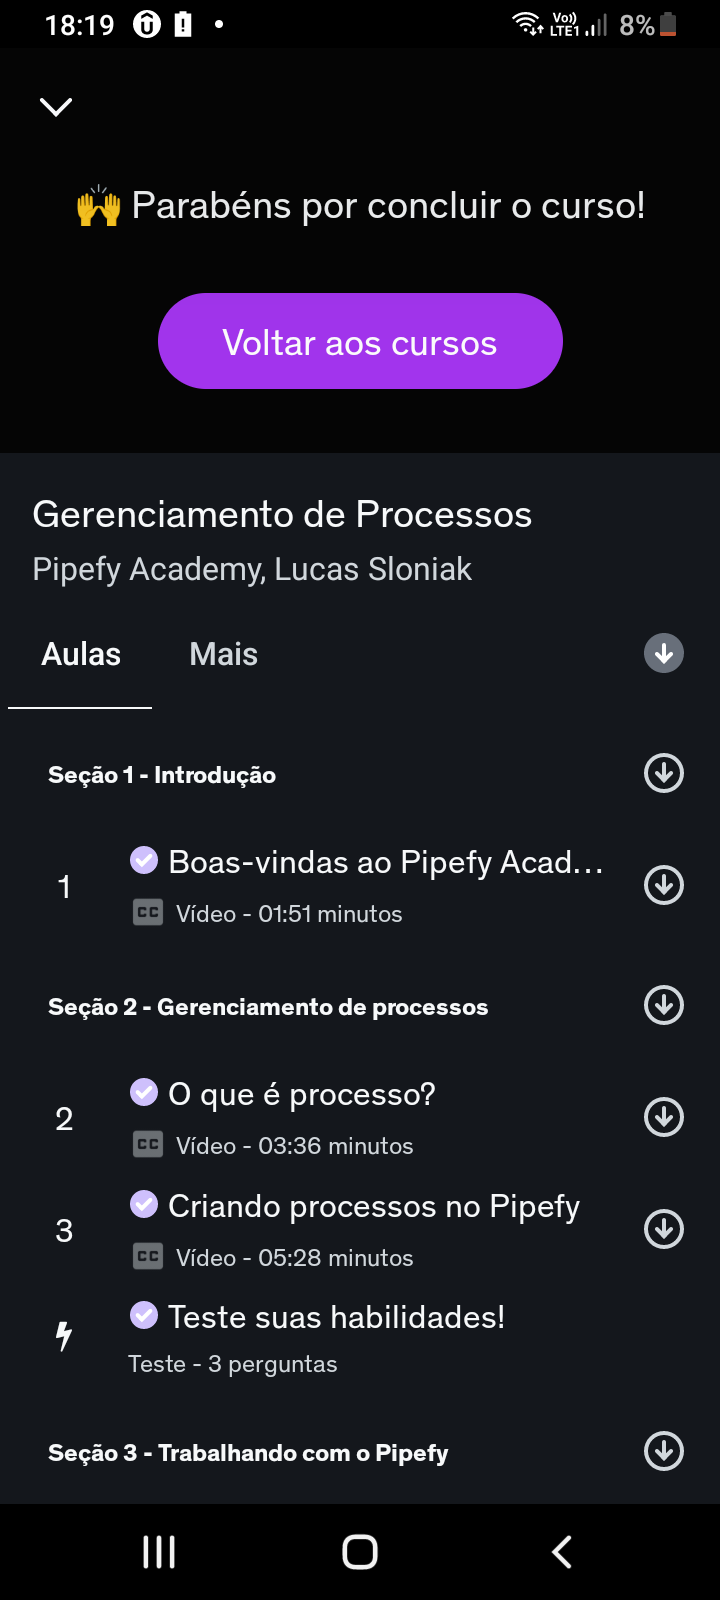 18:19 Vo)) LTE1 8%
🙌 Parabéns por concluir o curso!
Voltar aos cursos
Gerenciamento de Processos
Pipefy Academy, Lucas Sloniak
Aulas Mais
Seção 1 - Introdução
1 Boas-vindas ao Pipefy Acad...
CC Vídeo - 01:51 minutos
Seção 2 - Gerenciamento de processos
2 O que é processo?
CC Vídeo - 03:36 minutos
3 Criando processos no Pipefy
CC Vídeo - 05:28 minutos
Teste suas habilidades!
Teste - 3 perguntas
Seção 3 - Trabalhando com o Pipefy